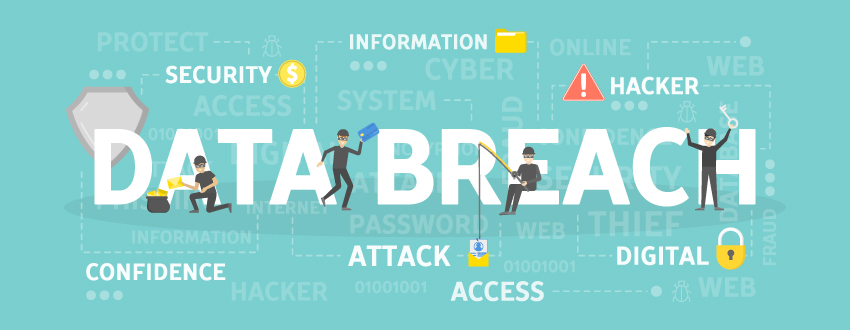 PROTECT
INFORMATION
ONLINE
SECURITY
$
CYBER
WEB
HACKER
ACCESS
SYSTEM
DATA BREACH
INTERNET
PASSWORD
WEB
THIEF
FRAUD
INFORMATION
ATTACK
DIGITAL
01001001
CONFIDENCE
HACKER
01001001
ACCESS
WEB